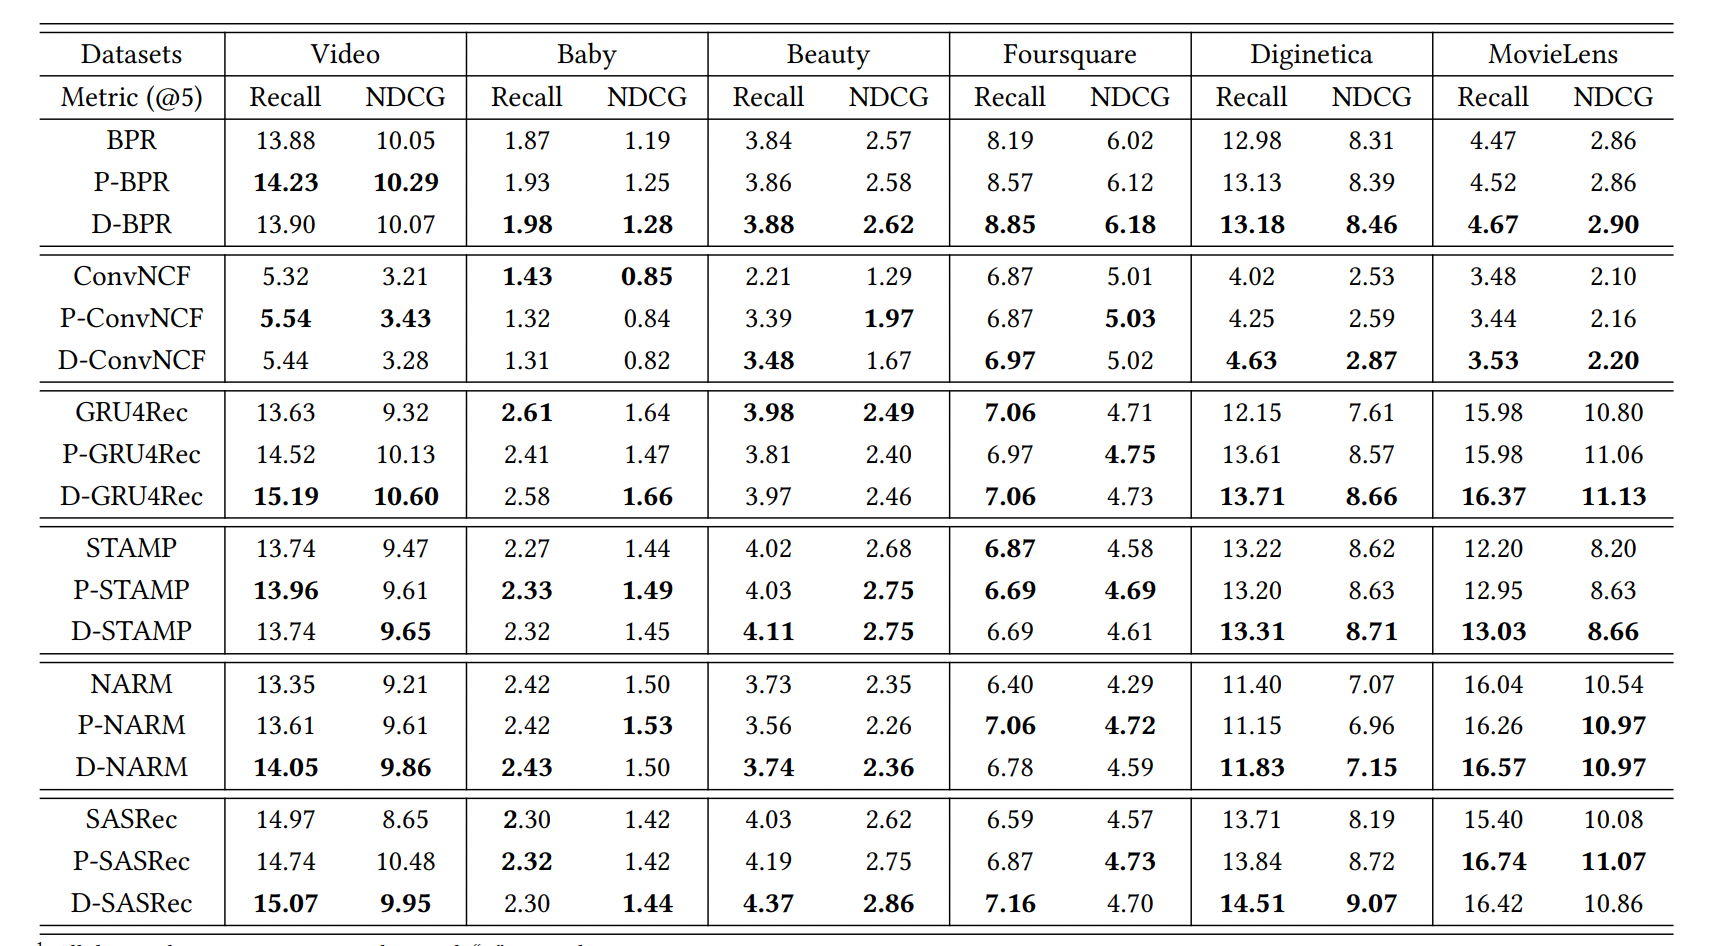 Datasets Video Baby Beauty Foursquare Diginetica MovieLens
Metric (@5) Recall NDCG Recall NDCG Recall NDCG Recall NDCG Recall NDCG Recall NDCG
BPR 13.88 10.05 1.87 1.19 3.84 2.57 8.19 6.02 12.98 8.31 4.47 2.86
P-BPR 14.23 10.29 1.93 1.25 3.86 2.58 8.57 6.12 13.13 8.39 4.52 2.86
D-BPR 13.90 10.07 1.98 1.28 3.88 2.62 8.85 6.18 13.18 8.46 4.67 2.90
ConvNCF 5.32 3.21 1.43 0.85 2.21 1.29 6.87 5.01 4.02 2.53 3.48 2.10
P-ConvNCF 5.54 3.43 1.32 0.84 3.39 1.97 6.87 5.03 4.25 2.59 3.44 2.16
D-ConvNCF 5.44 3.28 1.31 0.82 3.48 1.67 6.97 5.02 4.63 2.87 3.53 2.20
GRU4Rec 13.63 9.32 2.61 1.64 3.98 2.49 7.06 4.71 12.15 7.61 15.98 10.80
P-GRU4Rec 14.52 10.13 2.41 1.47 3.81 2.40 6.97 4.75 13.61 8.57 15.98 11.06
D-GRU4Rec 15.19 10.60 2.58 1.66 3.97 2.46 7.06 4.73 13.71 8.66 16.37 11.13
STAMP 13.74 9.47 2.27 1.44 4.02 2.68 6.87 4.58 13.22 8.62 12.20 8.20
P-STAMP 13.96 9.61 2.33 1.49 4.03 2.75 6.69 4.69 13.20 8.63 12.95 8.63
D-STAMP 13.74 9.65 2.32 1.45 4.11 2.75 6.69 4.61 13.31 8.71 13.03 8.66
NARM 13.35 9.21 2.42 1.50 3.73 2.35 6.40 4.29 11.40 7.07 16.04 10.54
P-NARM 13.61 9.61 2.42 1.53 3.56 2.26 7.06 4.72 11.15 6.96 16.26 10.97
D-NARM 14.05 9.86 2.43 1.50 3.74 2.36 6.78 4.59 11.83 7.15 16.57 10.97
SASRec 14.97 8.65 2.30 1.42 4.03 2.62 6.59 4.57 13.71 8.19 15.40 10.08
P-SASRec 14.74 10.48 2.32 1.42 4.19 2.75 6.87 4.73 13.84 8.72 16.74 11.07
D-SASRec 15.07 9.95 2.30 1.44 4.37 2.86 7.16 4.70 14.51 9.07 16.42 10.86